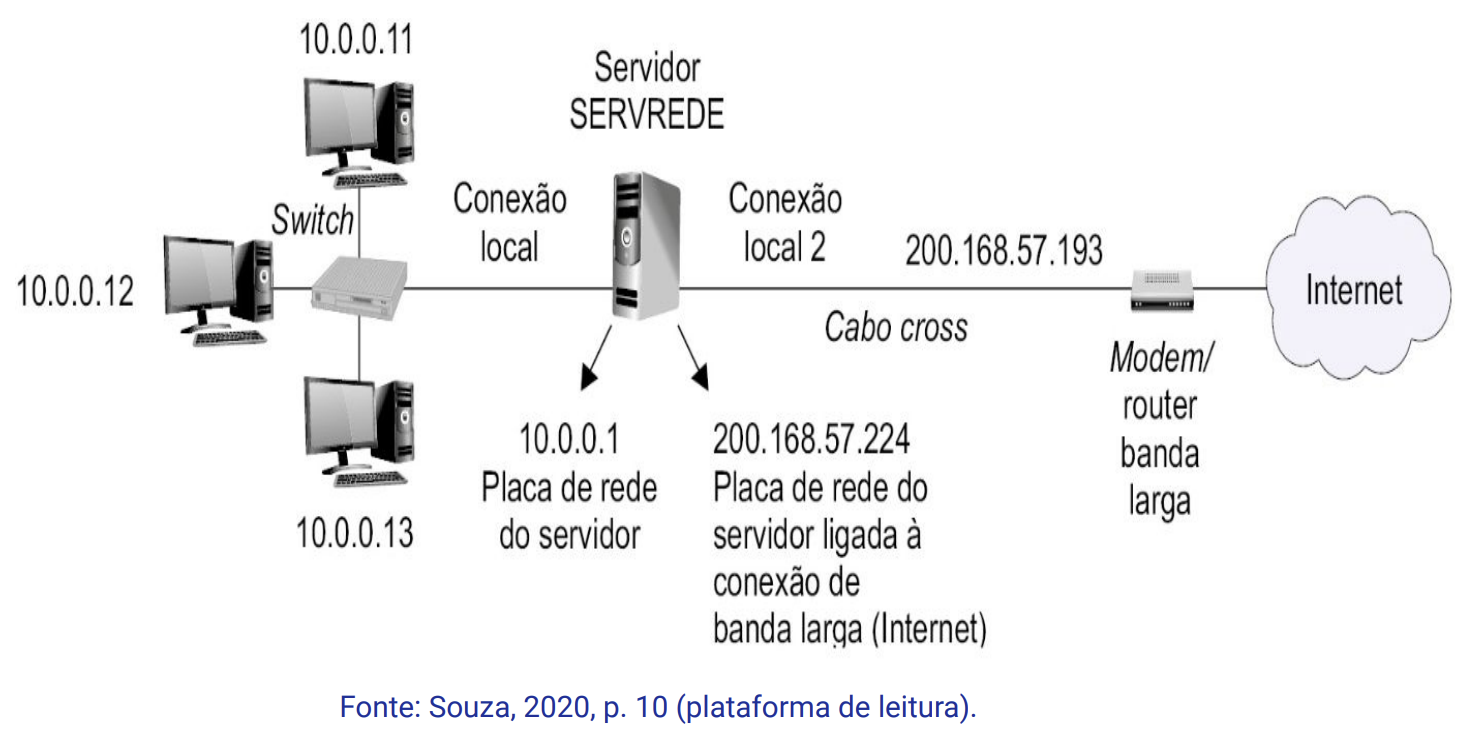 10.0.0.11
Servidor
SERVREDE
Switch
Conexão
local
Conexão
local 2
200.168.57.193
10.0.0.12
Internet
Cabo cross
Modem/
router
banda
larga
10.0.0.1
Placa de rede
do servidor
200.168.57.224
Placa de rede do
servidor ligada à
conexão de
banda larga (Internet)
10.0.0.13
Fonte: Souza, 2020, p. 10 (plataforma de leitura).